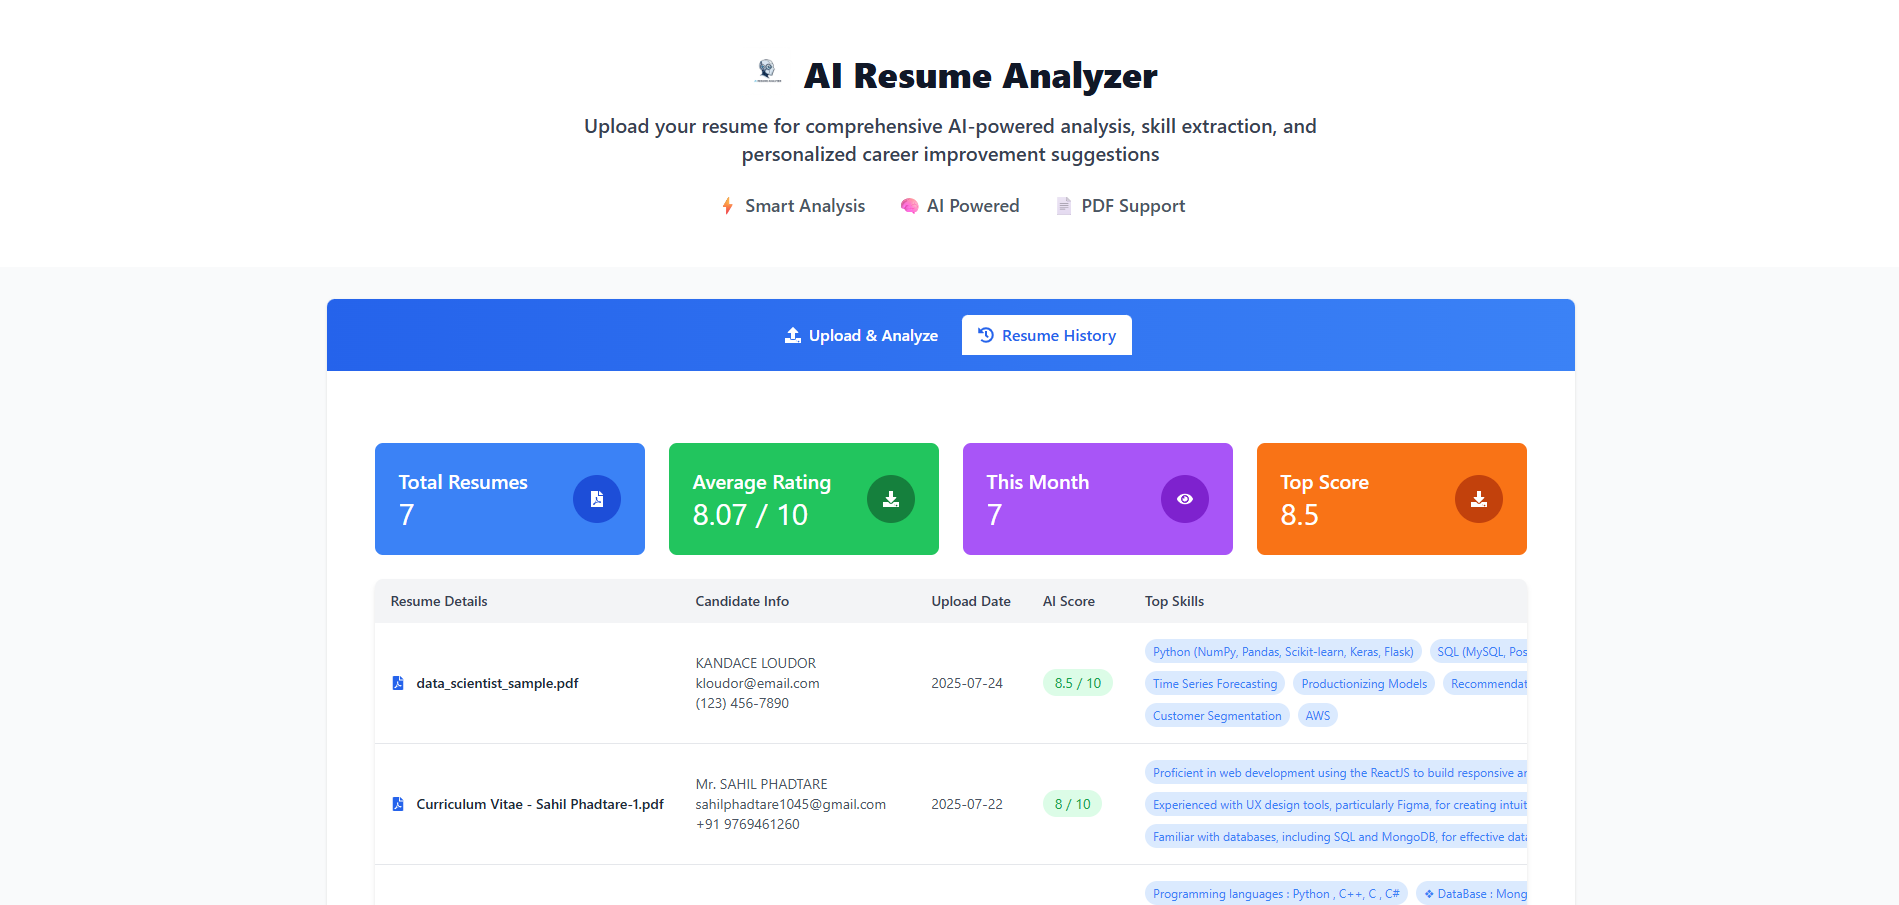 AI Resume Analyzer
Upload your resume for comprehensive AI-powered analysis, skill extraction, and
personalized career improvement suggestions
Smart Analysis
AI Powered
PDF Support
Upload & Analyze
Resume History
Total Resumes
7
Average Rating
8.07 / 10
This Month
7
Top Score
8.5
Resume Details
Candidate Info
Upload Date
AI Score
Top Skills
data_scientist_sample.pdf
KANDACE LOUDOR
kloudor@email.com
(123) 456-7890
2025-07-24
8.5 / 10
Python (NumPy, Pandas, Scikit-learn, Keras, Flask)
SQL (MySQL, Pos
Time Series Forecasting
Productionizing Models
Recommendat
Customer Segmentation
AWS
Curriculum Vitae - Sahil Phadtare-1.pdf
Mr. SAHIL PHADTARE
sahilphadtare1045@gmail.com
+91 9769461260
2025-07-22
8 / 10
Proficient in web development using the ReactJS to build responsive an
Experienced with UX design tools, particularly Figma, for creating intuit
Familiar with databases, including SQL and MongoDB, for effective data
Programming languages : Python , C++, C , C#
❖ DataBase : Mong